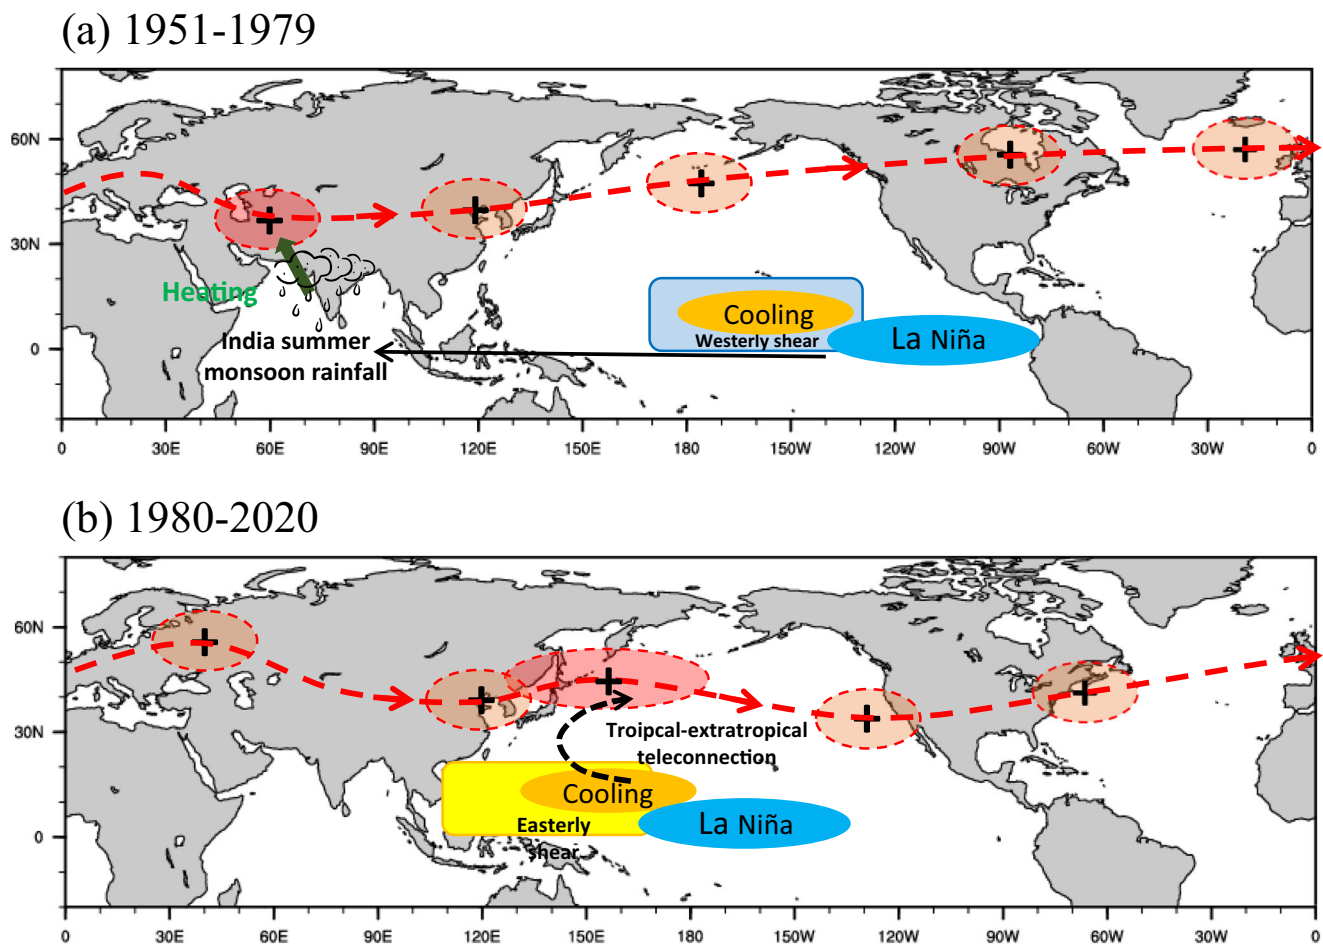 (a) 1951-1979
60N
30N
0
Heating
India summer
monsoon rainfall
Cooling
Westerly shear
La Niña
0 30E 60E 90E 120E 150E 180 150W 120W 90W 60W 30W 0
(b) 1980-2020
60N
30N
0
Troipcal-extratropical
teleconnection
Cooling
Easterly
shear
La Niña
0 30E 60E 90E 120E 150E 180 150W 120W 90W 60W 30W 0